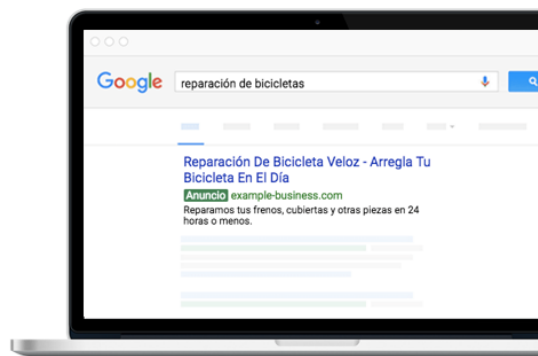 Google
reparación de bicicletas
Reparación De Bicicleta Veloz - Arregla Tu
Bicicleta En El Día
Anuncio example-business.com
Reparamos tus frenos, cubiertas y otras piezas en 24
horas o menos.